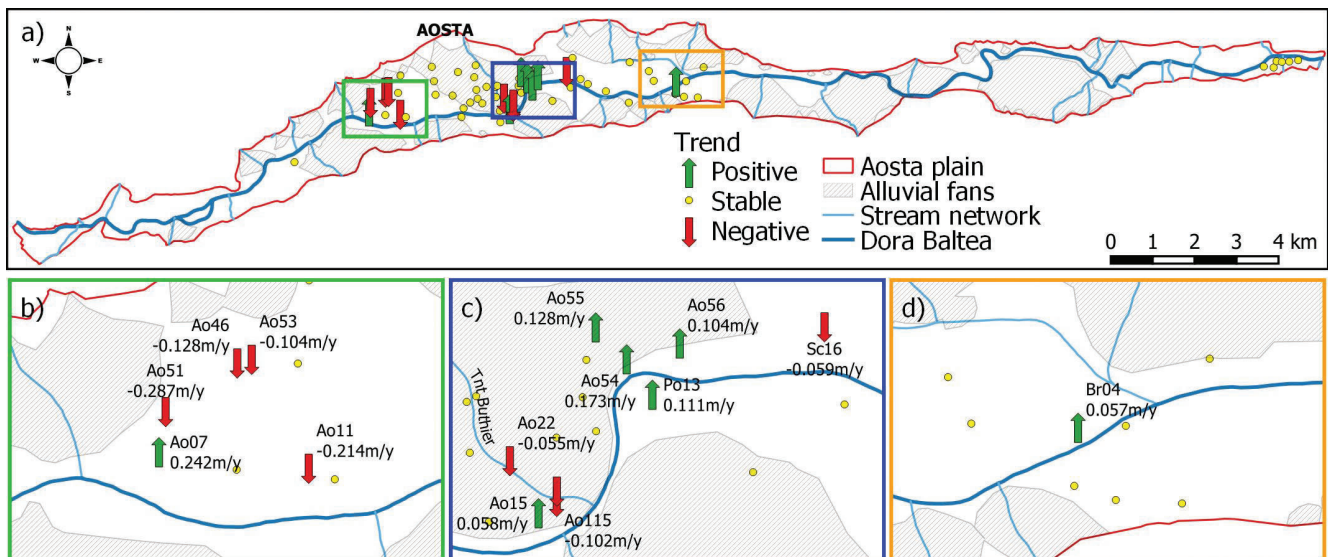 a)
AOSTA
N
W
E
S
Trend
Positive
Stable
Negative
Aosta plain
Alluvial fans
Stream network
Dora Baltea
0 1 2 3 4 km
b)
Ao46
-0.128m/y
Ao53
-0.104m/y
Ao51
-0.287m/y
Ao07
0.242m/y
Ao11
-0.214m/y
c)
Ao55
0.128m/y
Ao56
0.104m/y
Sc16
-0.059m/y
Ao54
0.173m/y
Po13
0.111m/y
Tnt Buthier
Ao22
-0.055m/y
Ao15
0.058m/y
Ao115
-0.102m/y
d)
Br04
0.057m/y